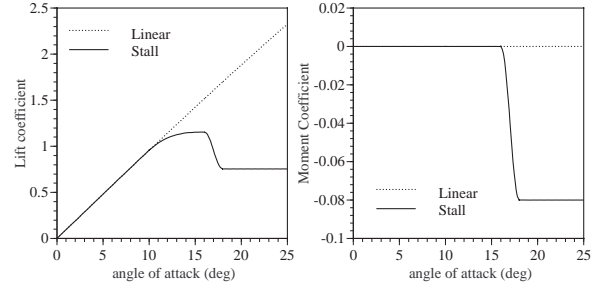 Lift coefficient
2.5
2
1.5
1
0.5
0
Linear
Stall
0 5 10 15 20 25
angle of attack (deg)
Moment Coefficient
0.02
0
-0.02
-0.04
-0.06
-0.08
-0.1
Linear
Stall
0 5 10 15 20 25
angle of attack (deg)